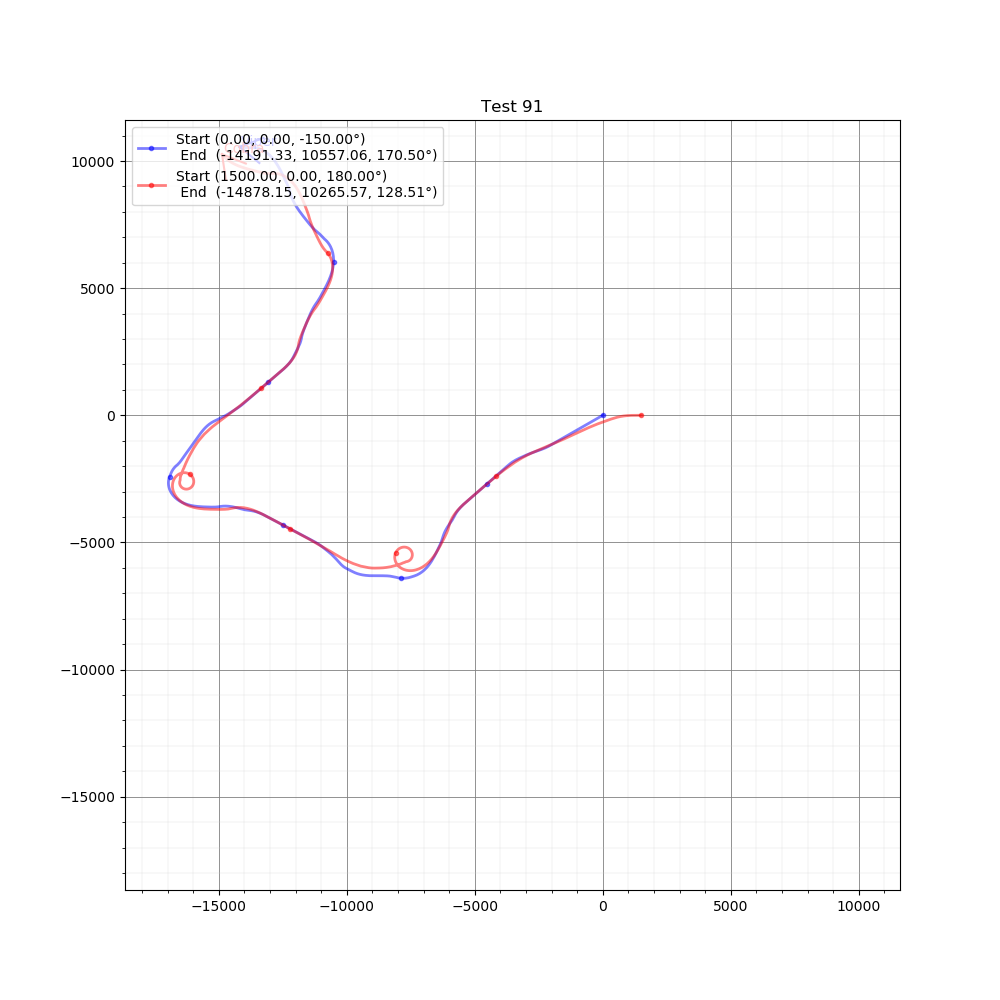 Test 91
Start (0.00, 0.00, -150.00°)
End (-14191.33, 10557.06, 170.50°)
Start (1500.00, 0.00, 180.00°)
End (-14878.15, 10265.57, 128.51°)
10000
5000
0
−5000
−10000
−15000
−15000 −10000 −5000 0 5000 10000